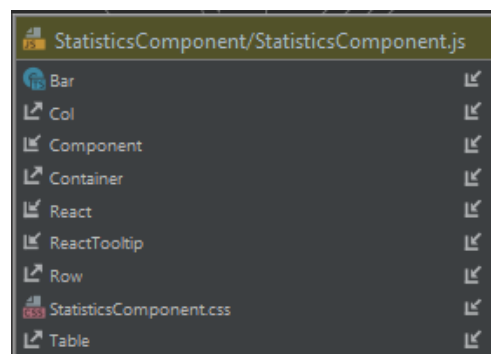 StatisticsComponent/StatisticsComponent.js
Bar
Col
Component
Container
React
ReactTooltip
Row
StatisticsComponent.css
Table